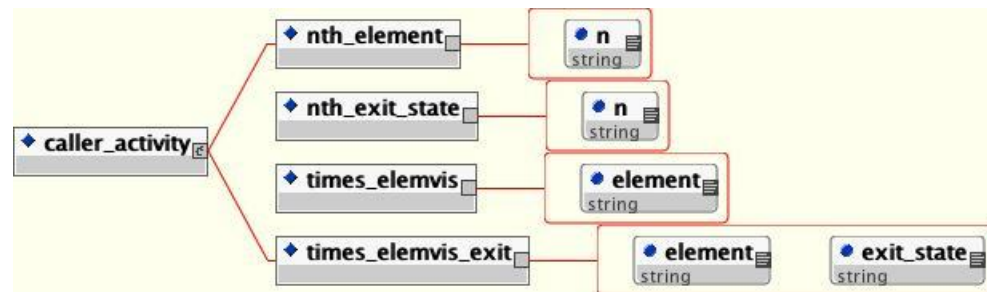 nth_element
n
string
nth_exit_state
n
string
caller_activity
c
times_elemvis
element
string
times_elemvis_exit
element
exit_state
string
string